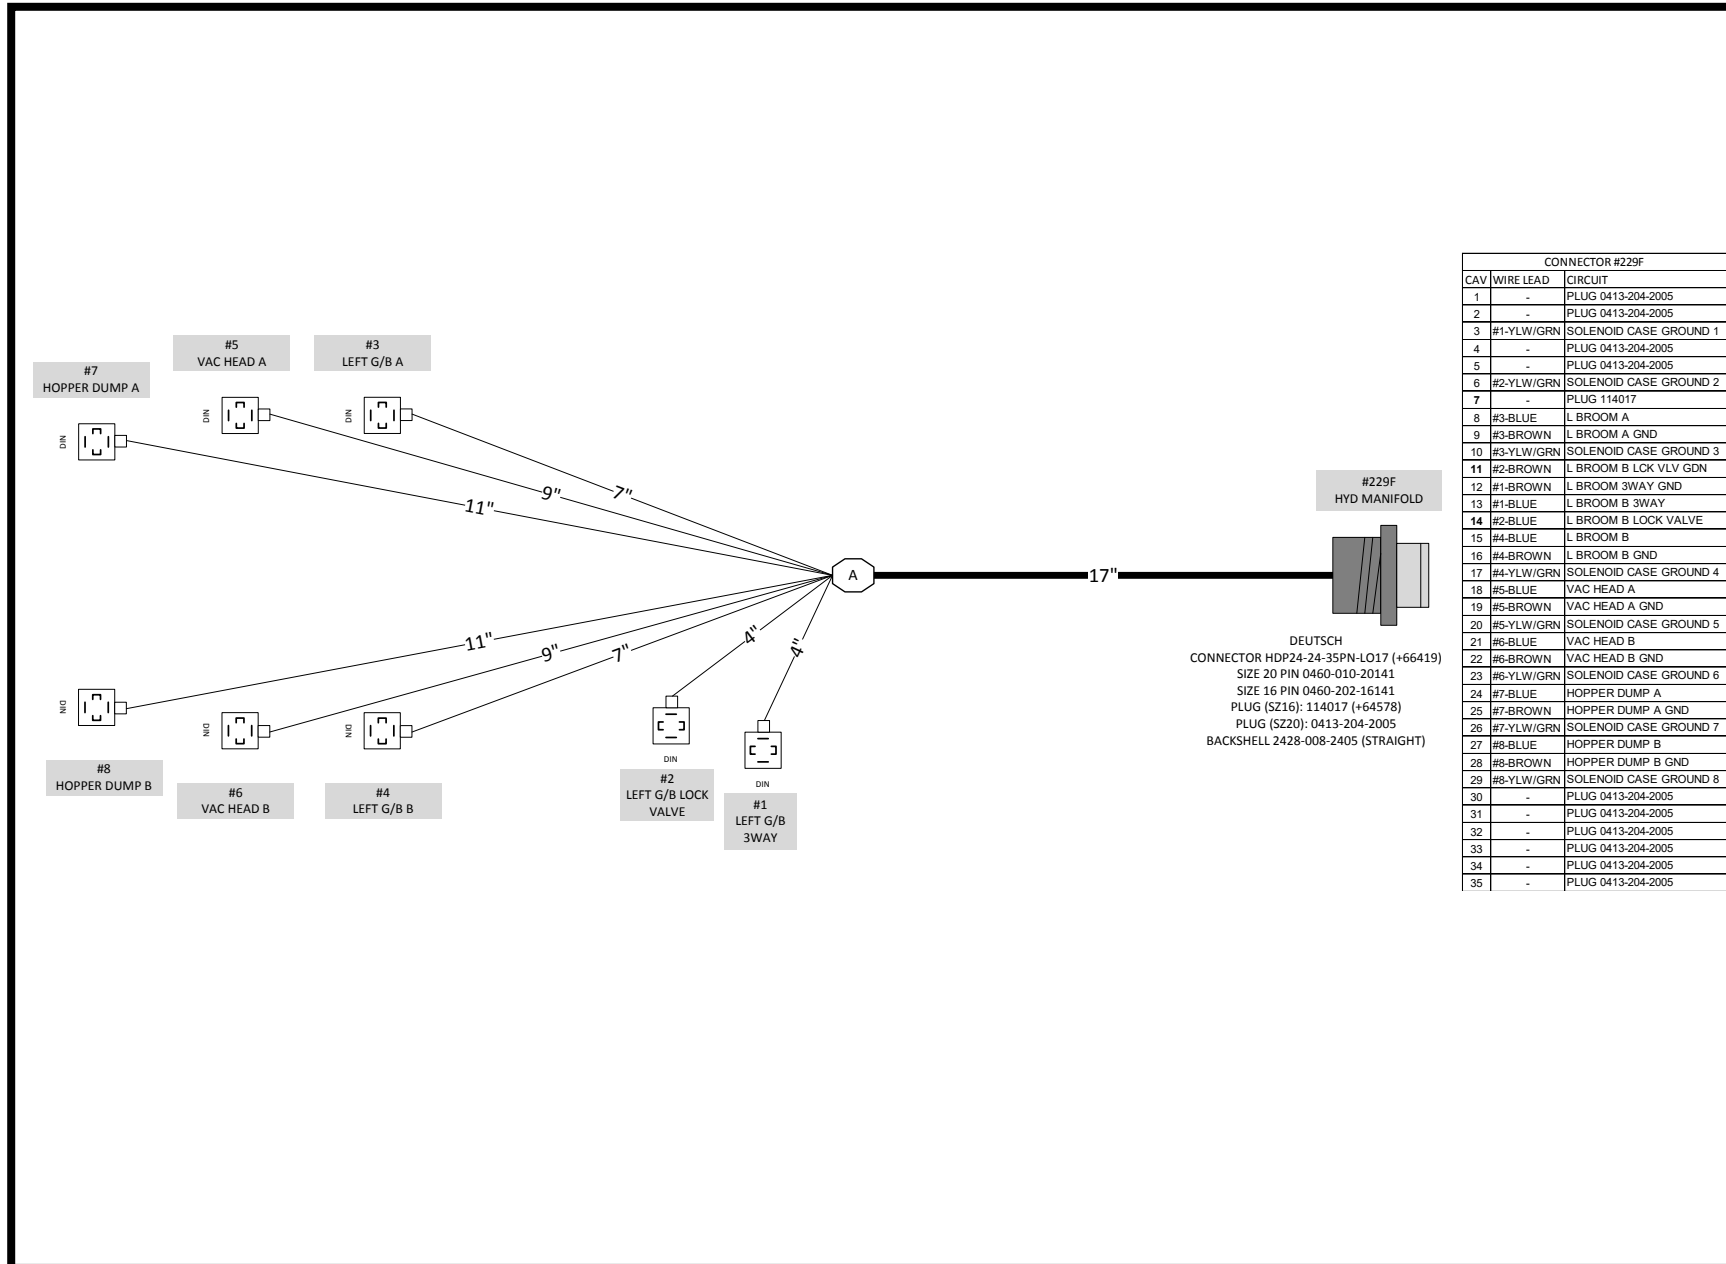 #7
HOPPER DUMP A
#5
VAC HEAD A
#3
LEFT G/B A
DIN
DIN
DIN
11"
9"
7"
A
17"
#229F
HYD MANIFOLD
11"
9"
7"
4"
4"
DIN
DIN
DIN
#8
HOPPER DUMP B
#6
VAC HEAD B
#4
LEFT G/B B
DIN
#2
LEFT G/B LOCK
VALVE
DIN
#1
LEFT G/B
3WAY
DEUTSCH
CONNECTOR HDP24-24-35PN-LO17 (+66419)
SIZE 20 PIN 0460-010-20141
SIZE 16 PIN 0460-202-16141
PLUG (SZ16): 114017 (+64578)
PLUG (SZ20): 0413-204-2005
BACKSHELL 2428-008-2405 (STRAIGHT)
CONNECTOR #229F
CAV WIRE LEAD CIRCUIT
1 - PLUG 0413-204-2005
2 - PLUG 0413-204-2005
3 #1-YLW/GRN SOLENOID CASE GROUND 1
4 - PLUG 0413-204-2005
5 - PLUG 0413-204-2005
6 #2-YLW/GRN SOLENOID CASE GROUND 2
7 - PLUG 114017
8 #3-BLUE L BROOM A
9 #3-BROWN L BROOM A GND
10 #3-YLW/GRN SOLENOID CASE GROUND 3
11 #2-BROWN L BROOM B LCK VLV GDN
12 #1-BROWN L BROOM 3WAY GND
13 #1-BLUE L BROOM B 3WAY
14 #2-BLUE L BROOM B LOCK VALVE
15 #4-BLUE L BROOM B
16 #4-BROWN L BROOM B GND
17 #4-YLW/GRN SOLENOID CASE GROUND 4
18 #5-BLUE VAC HEAD A
19 #5-BROWN VAC HEAD A GND
20 #5-YLW/GRN SOLENOID CASE GROUND 5
21 #6-BLUE VAC HEAD B
22 #6-BROWN VAC HEAD B GND
23 #6-YLW/GRN SOLENOID CASE GROUND 6
24 #7-BLUE HOPPER DUMP A
25 #7-BROWN HOPPER DUMP A GND
26 #7-YLW/GRN SOLENOID CASE GROUND 7
27 #8-BLUE HOPPER DUMP B
28 #8-BROWN HOPPER DUMP B GND
29 #8-YLW/GRN SOLENOID CASE GROUND 8
30 - PLUG 0413-204-2005
31 - PLUG 0413-204-2005
32 - PLUG 0413-204-2005
33 - PLUG 0413-204-2005
34 - PLUG 0413-204-2005
35 - PLUG 0413-204-2005